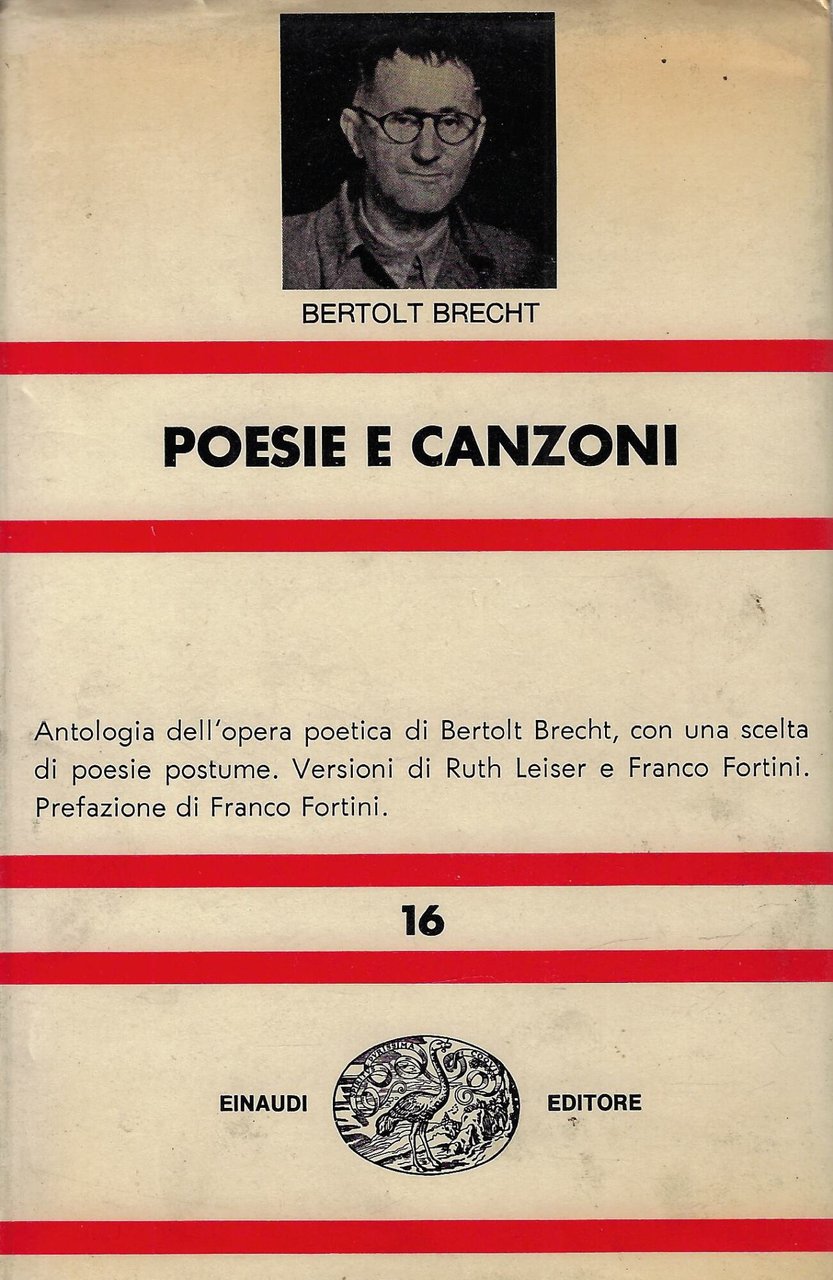 BERTOLT BRECHT
POESIE E CANZONI
Antologia dell'opera poetica di Bertolt Brecht, con una scelta
di poesie postume. Versioni di Ruth Leiser e Franco Fortini.
Prefazione di Franco Fortini.
16
EINAUDI
EDITORE